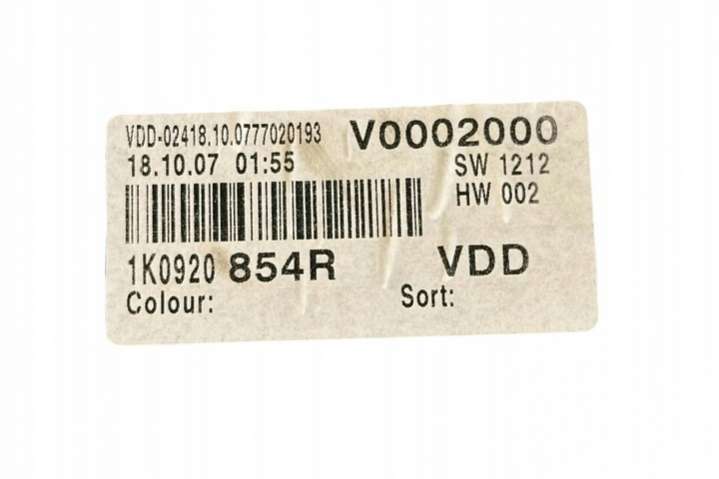 VDD-02418.10.0777020193 V0002000
18.10.07 01:55 SW 1212
HW 002
1K0920 854R VDD
Colour: Sort: